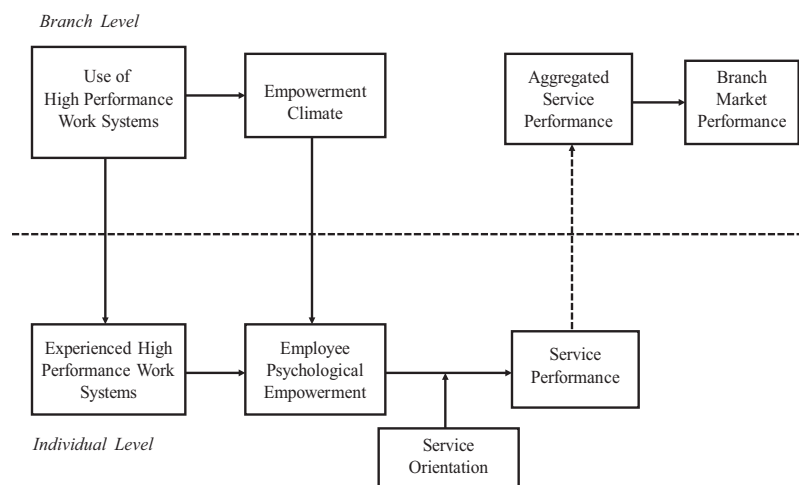 Branch Level
Use of
High Performance
Work Systems
Empowerment
Climate
Aggregated
Service
Performance
Branch
Market
Performance
Experienced High
Performance Work
Systems
Employee
Psychological
Empowerment
Service
Performance
Individual Level
Service
Orientation